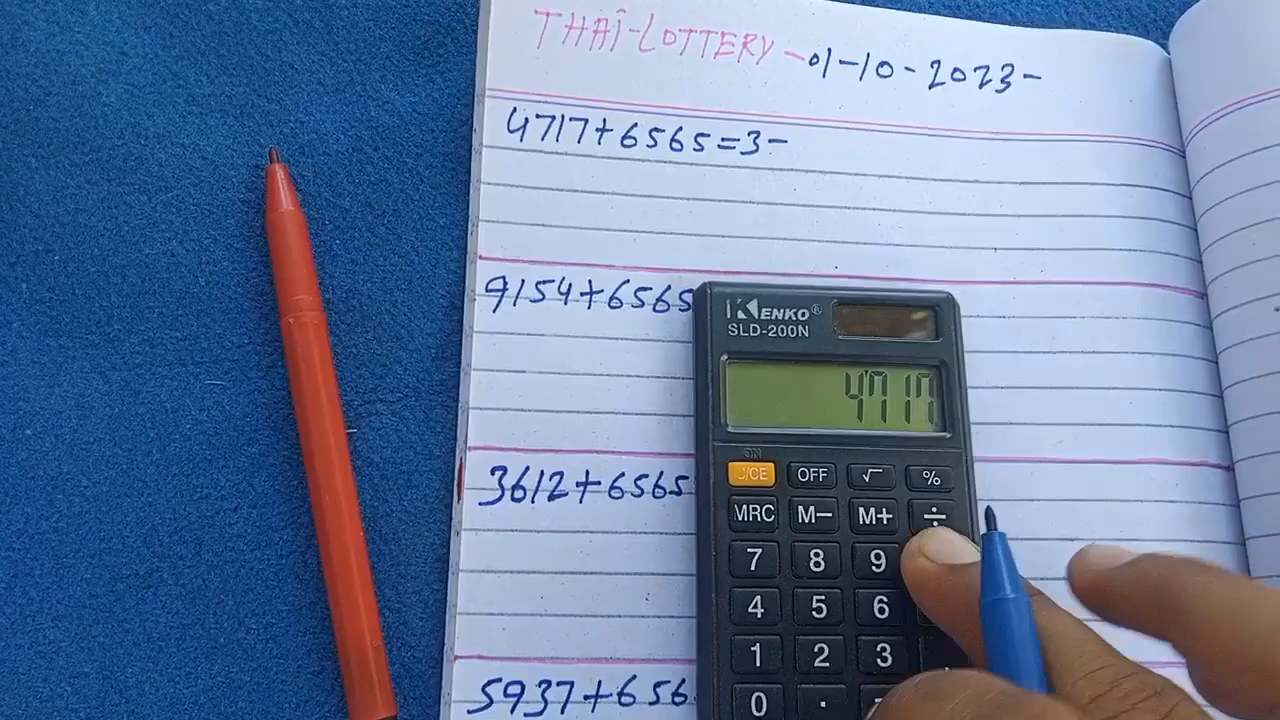 THAI-LOTTERY-01-10-2023-
4717+6565=3-
9154+6565
KENKO®
SLD-200N
4717
3612+6565
ON
C/CE OFF √ %
MRC M− M+ ÷
7 8 9
4 5 6
1 2 3
0 .
5937+656